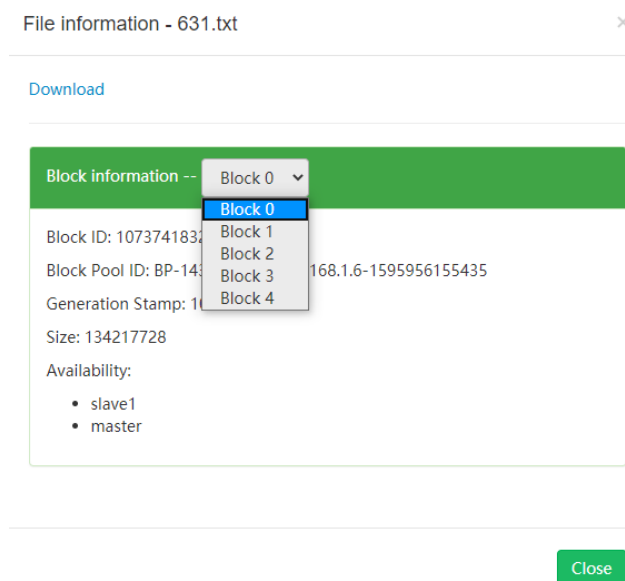 File information - 631.txt
×
Download
Block information -- Block 0
Block 0
Block 1
Block 2
Block 3
Block 4
Block ID: 107374183
Block Pool ID: BP-14 168.1.6-1595956155435
Generation Stamp: 1
Size: 134217728
Availability:
slave1
master
Close